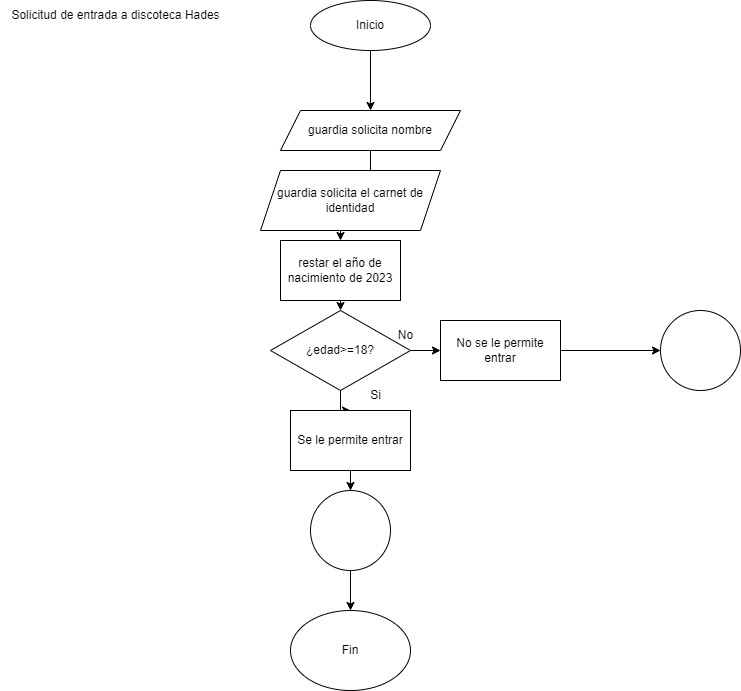 Solicitud de entrada a discoteca Hades
Inicio
guardia solicita nombre
guardia solicita el carnet de
identidad
restar el año de
nacimiento de 2023
¿edad>=18?
No
No se le permite
entrar
Si
Se le permite entrar
Fin